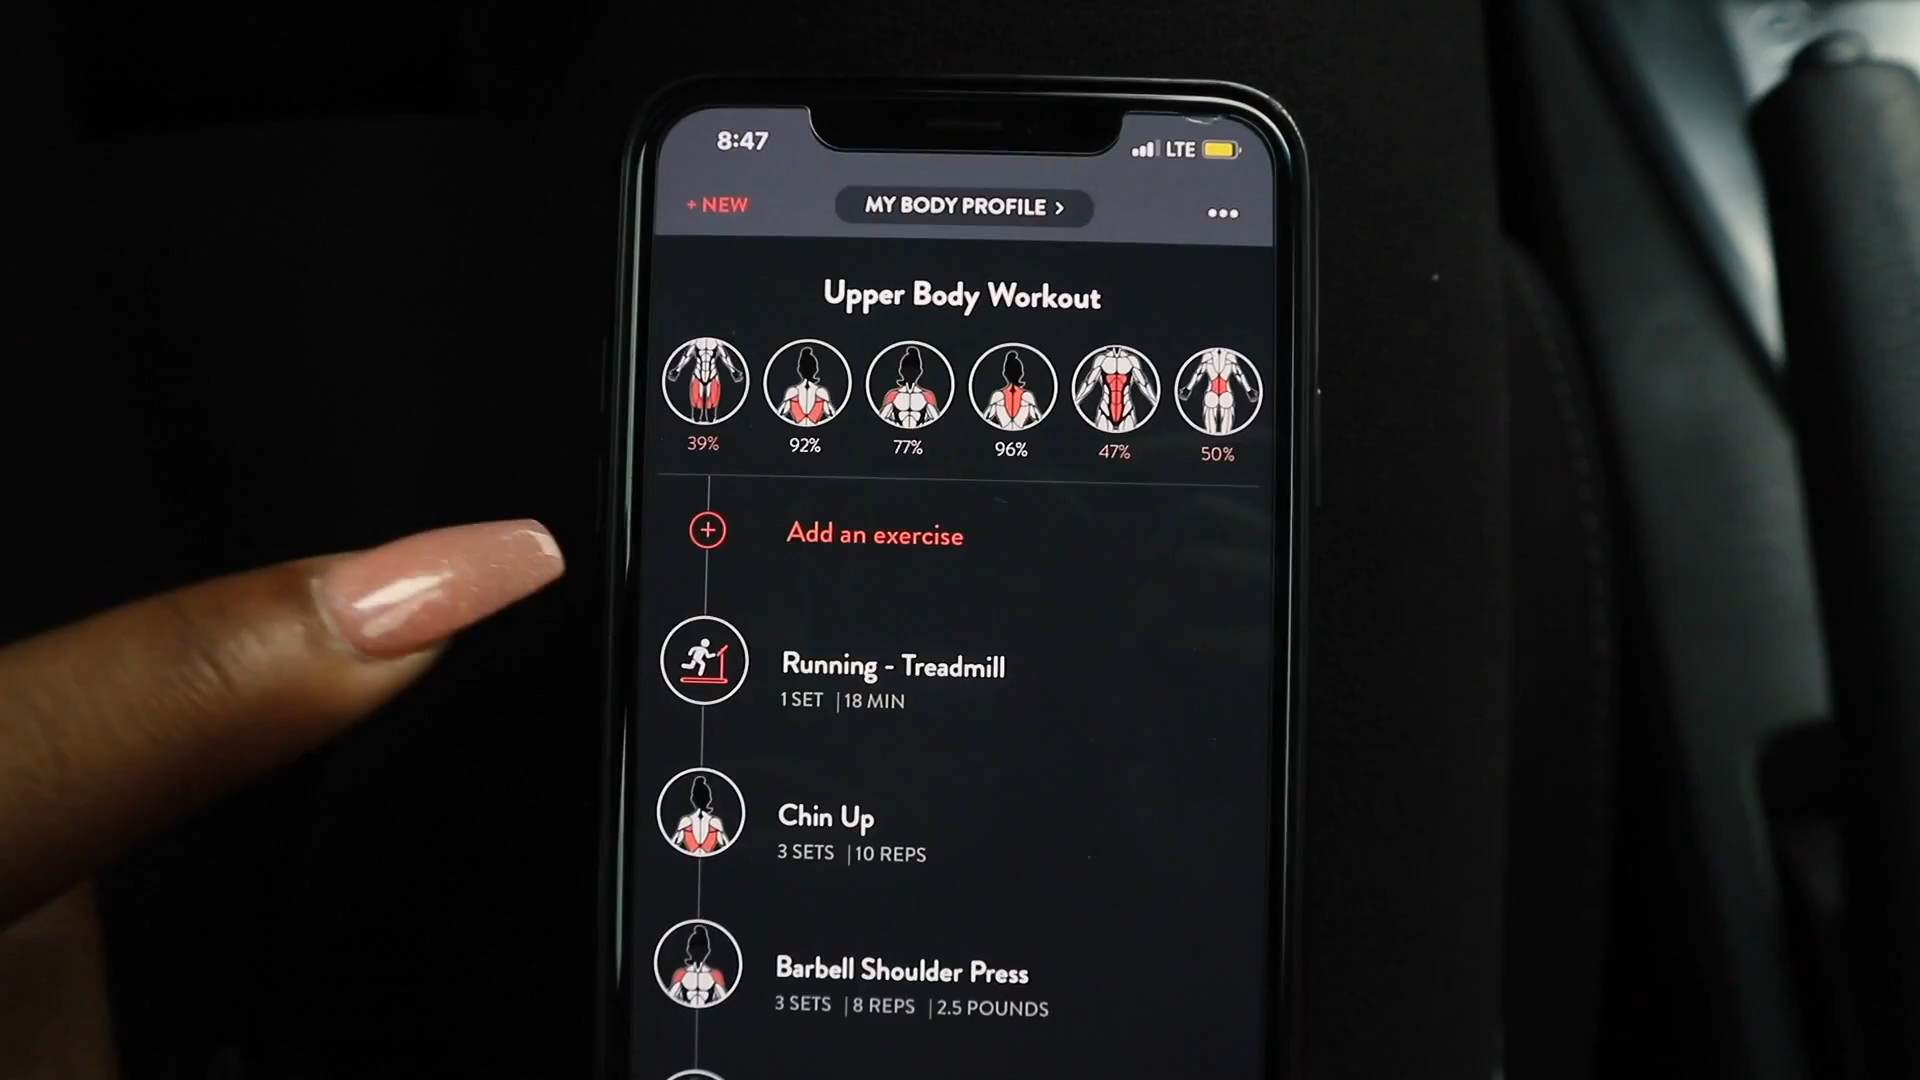 8:47
LTE
+ NEW
MY BODY PROFILE >
Upper Body Workout
39% 92% 77% 96% 47% 50%
Add an exercise
Running - Treadmill
1 SET | 18 MIN
Chin Up
3 SETS | 10 REPS
Barbell Shoulder Press
3 SETS | 8 REPS | 2.5 POUNDS